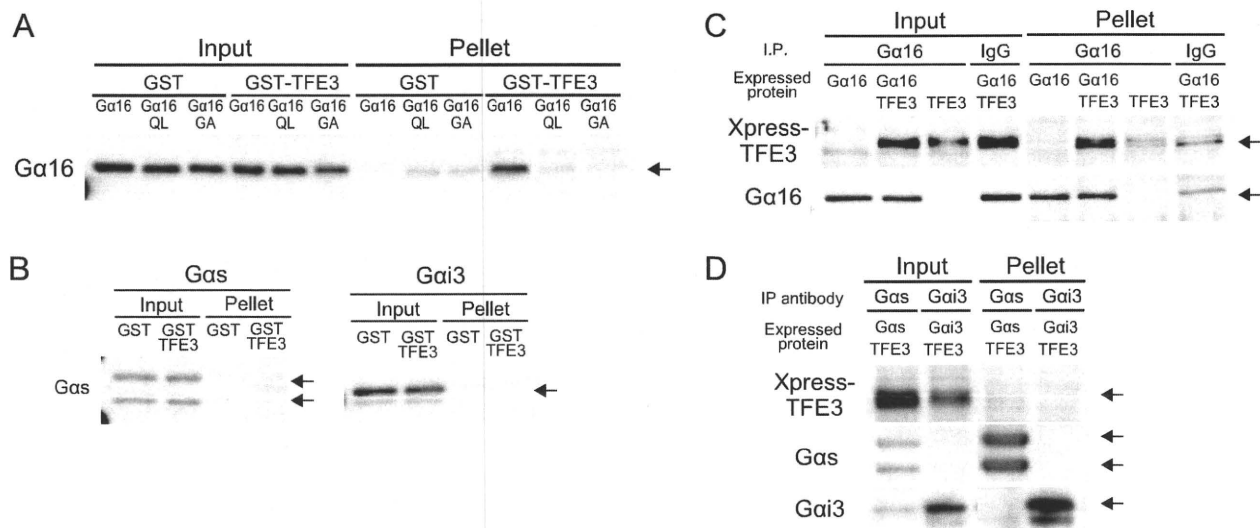 A
Input Pellet
GST GST-TFE3 GST GST-TFE3
Gα16 Gα16 Gα16 Gα16 Gα16 Gα16 Gα16 Gα16 Gα16 Gα16 Gα16 Gα16
QL GA QL GA QL GA QL GA
Gα16
B
Gαs Gαi3
Input Pellet Input Pellet
GST GST GST GST GST GST GST GST
TFE3 TFE3 TFE3 TFE3
Gαs
C
Input Pellet
I.P. Gα16 IgG Gα16 IgG
Expressed Gα16 Gα16 TFE3 Gα16 Gα16 Gα16 TFE3 Gα16
protein TFE3 TFE3 TFE3 TFE3
Xpress-
TFE3
Gα16
D
Input Pellet
IP antibody Gαs Gαi3 Gαs Gαi3
Expressed Gαs Gαi3 Gαs Gαi3
protein TFE3 TFE3 TFE3 TFE3
Xpress-
TFE3
Gαs
Gαi3